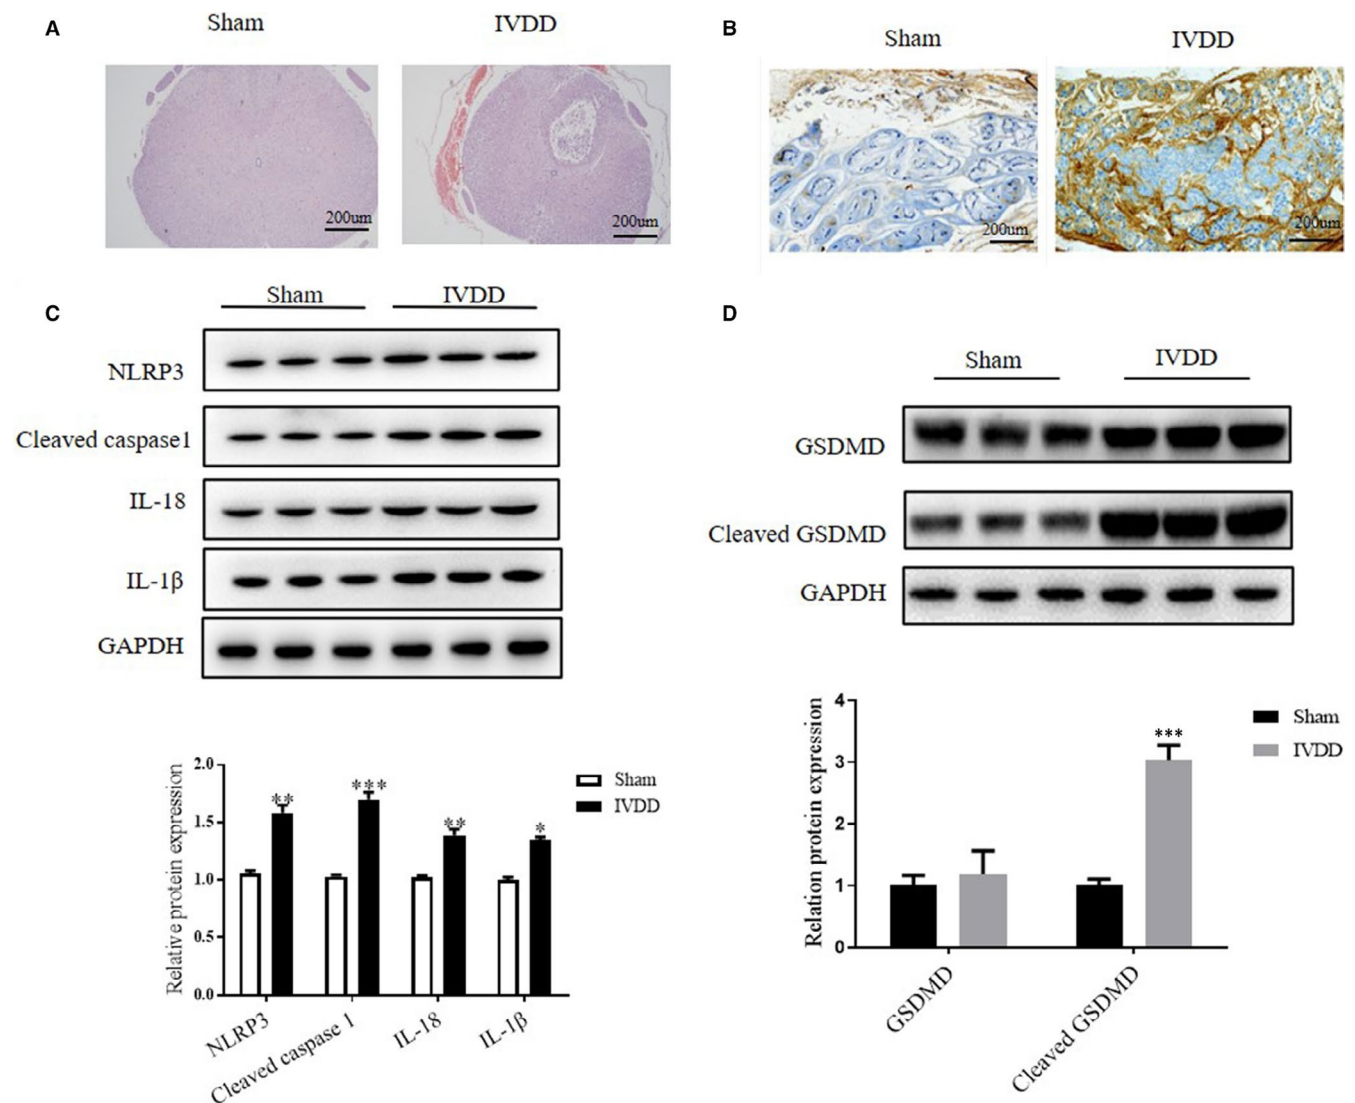 A
Sham
IVDD
200um
200um
B
Sham
IVDD
200um
200um
C
Sham
IVDD
NLRP3
Cleaved caspase1
IL-18
IL-1β
GAPDH
Relative protein expression
2.0
1.5
1.0
0.5
0.0
**
***
**
*
Sham
IVDD
NLRP3
Cleaved caspase 1
IL-18
IL-1β
D
Sham
IVDD
GSDMD
Cleaved GSDMD
GAPDH
Relation protein expression
4
3
2
1
0
***
Sham
IVDD
GSDMD
Cleaved GSDMD